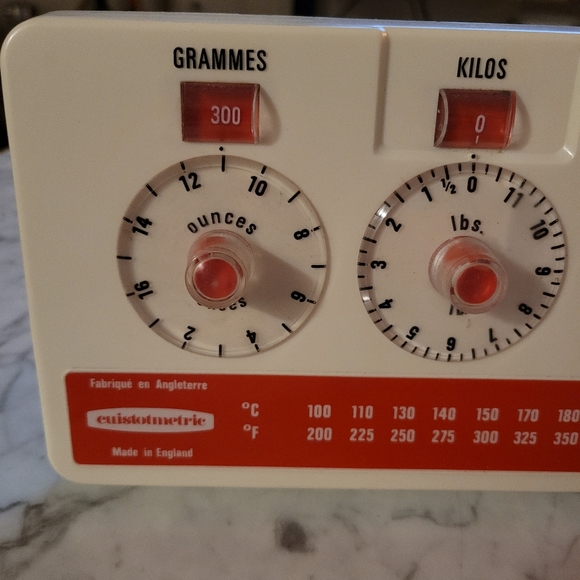 GRAMMES
KILOS
300
0
ounces
12
10
8
6
4
2
16
14
lbs.
0
11
10
9
8
7
6
5
4
3
2
1
½
Fabriqué en Angleterre
cuistotmetric
Made in England
°C 100 110 130 140 150 170 180
°F 200 225 250 275 300 325 350